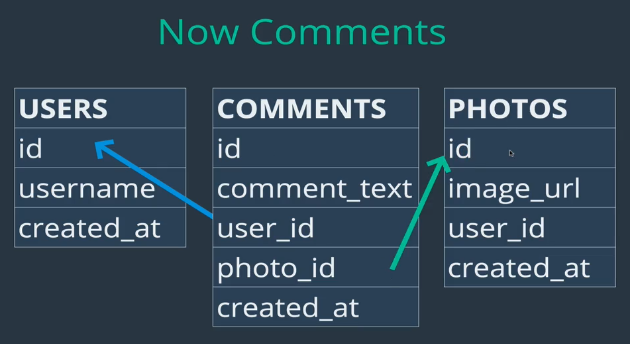 Now Comments
USERS
id
username
created_at
COMMENTS
id
comment_text
user_id
photo_id
created_at
PHOTOS
id
image_url
user_id
created_at